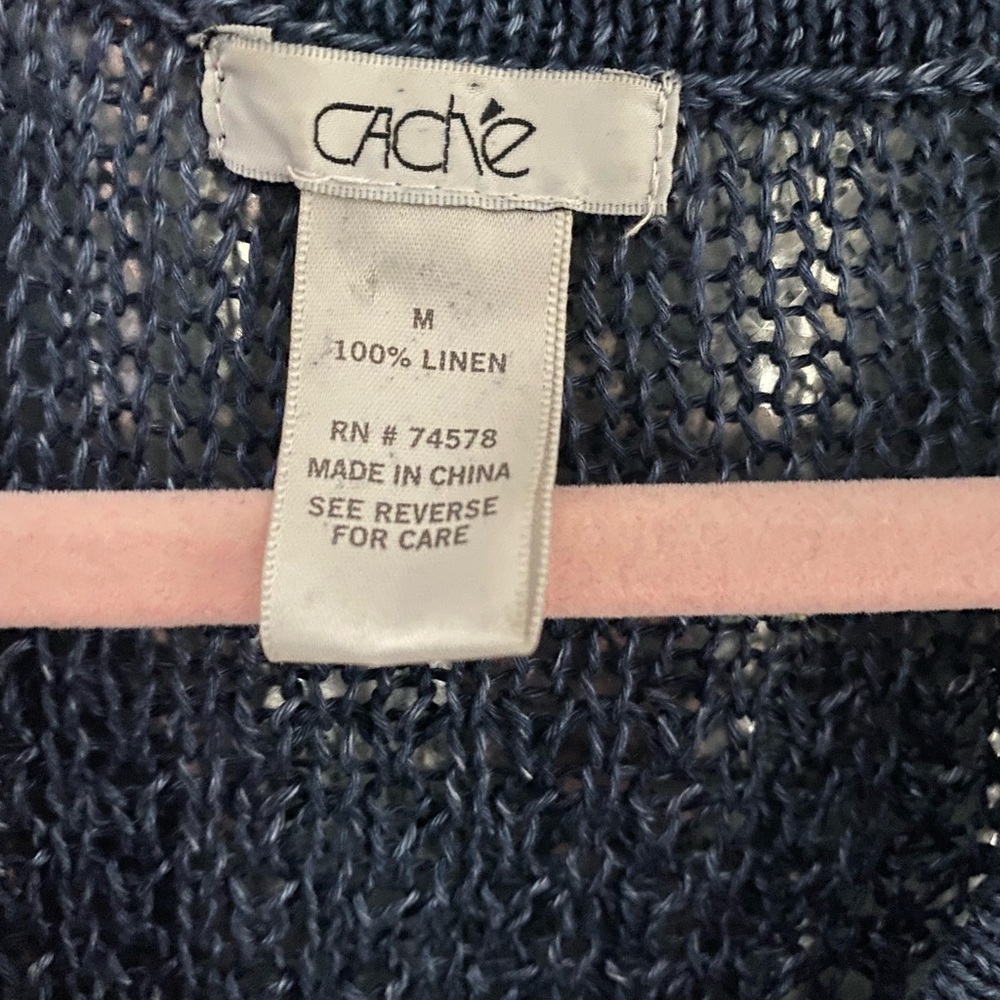 CAChé
M
100% LINEN
RN # 74578
MADE IN CHINA
SEE REVERSE
FOR CARE